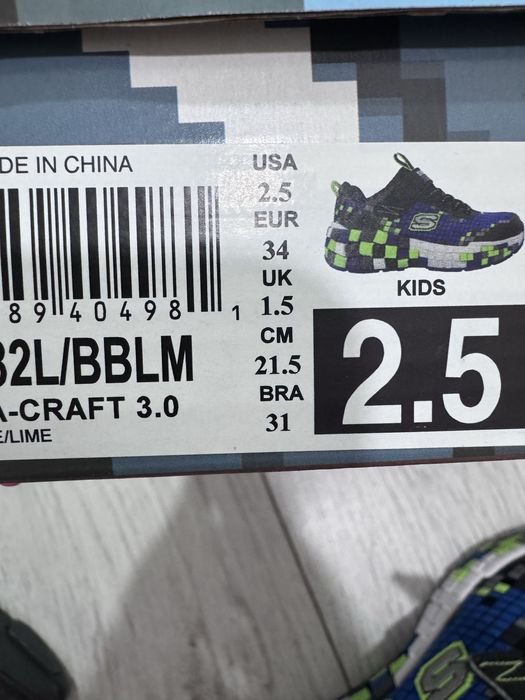 DE IN CHINA
USA
2.5
EUR
34
UK
1.5
CM
21.5
BRA
31
89 40498 1
32L/BBLM
A-CRAFT 3.0
E/LIME
S
KIDS
2.5
S